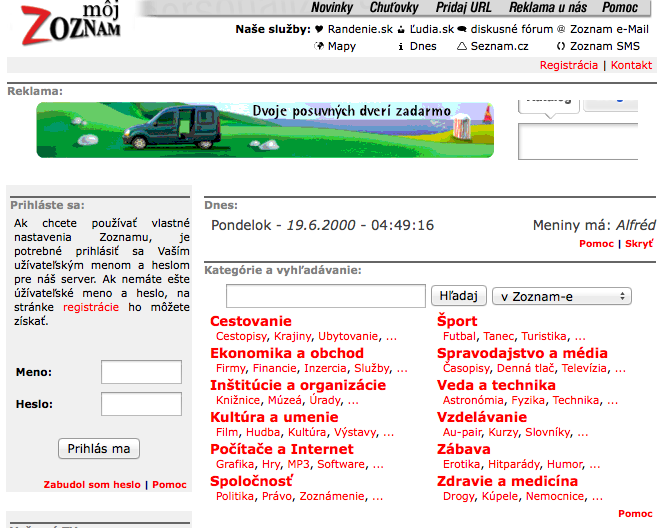 môj
ZOZNAM
Novinky Chuťovky Pridaj URL Reklama u nás Pomoc
Naše služby: Randenie.sk Ľudia.sk diskusné fórum @ Zoznam e-Mail
Mapy Dnes Seznam.cz Zoznam SMS
Registrácia | Kontakt
Reklama:
Dvoje posuvných dverí zadarmo
Prihláste sa:
Ak chcete používať vlastné
nastavenia Zoznamu, je
potrebné prihlásiť sa Vaším
užívateľským menom a heslom
pre náš server. Ak nemáte ešte
úžívateľské meno a heslo, na
stránke registrácie ho môžete
získať.
Meno:
Heslo:
Prihlás ma
Zabudol som heslo | Pomoc
Dnes:
Pondelok - 19.6.2000 - 04:49:16 Meniny má: Alfréd
Pomoc | Skryť
Kategórie a vyhľadávanie:
Hľadaj v Zoznam-e
Cestovanie
Cestopisy, Krajiny, Ubytovanie, ...
Ekonomika a obchod
Firmy, Financie, Inzercia, Služby, ...
Inštitúcie a organizácie
Knižnice, Múzeá, Úrady, ...
Kultúra a umenie
Film, Hudba, Kultúra, Výstavy, ...
Počítače a Internet
Grafika, Hry, MP3, Software, ...
Spoločnosť
Politika, Právo, Zoznámenie, ...
Šport
Futbal, Tanec, Turistika, ...
Spravodajstvo a média
Časopisy, Denná tlač, Televízia, ...
Veda a technika
Astronómia, Fyzika, Technika, ...
Vzdelávanie
Au-pair, Kurzy, Slovníky, ...
Zábava
Erotika, Hitparády, Humor, ...
Zdravie a medicína
Drogy, Kúpele, Nemocnice, ...
Pomoc